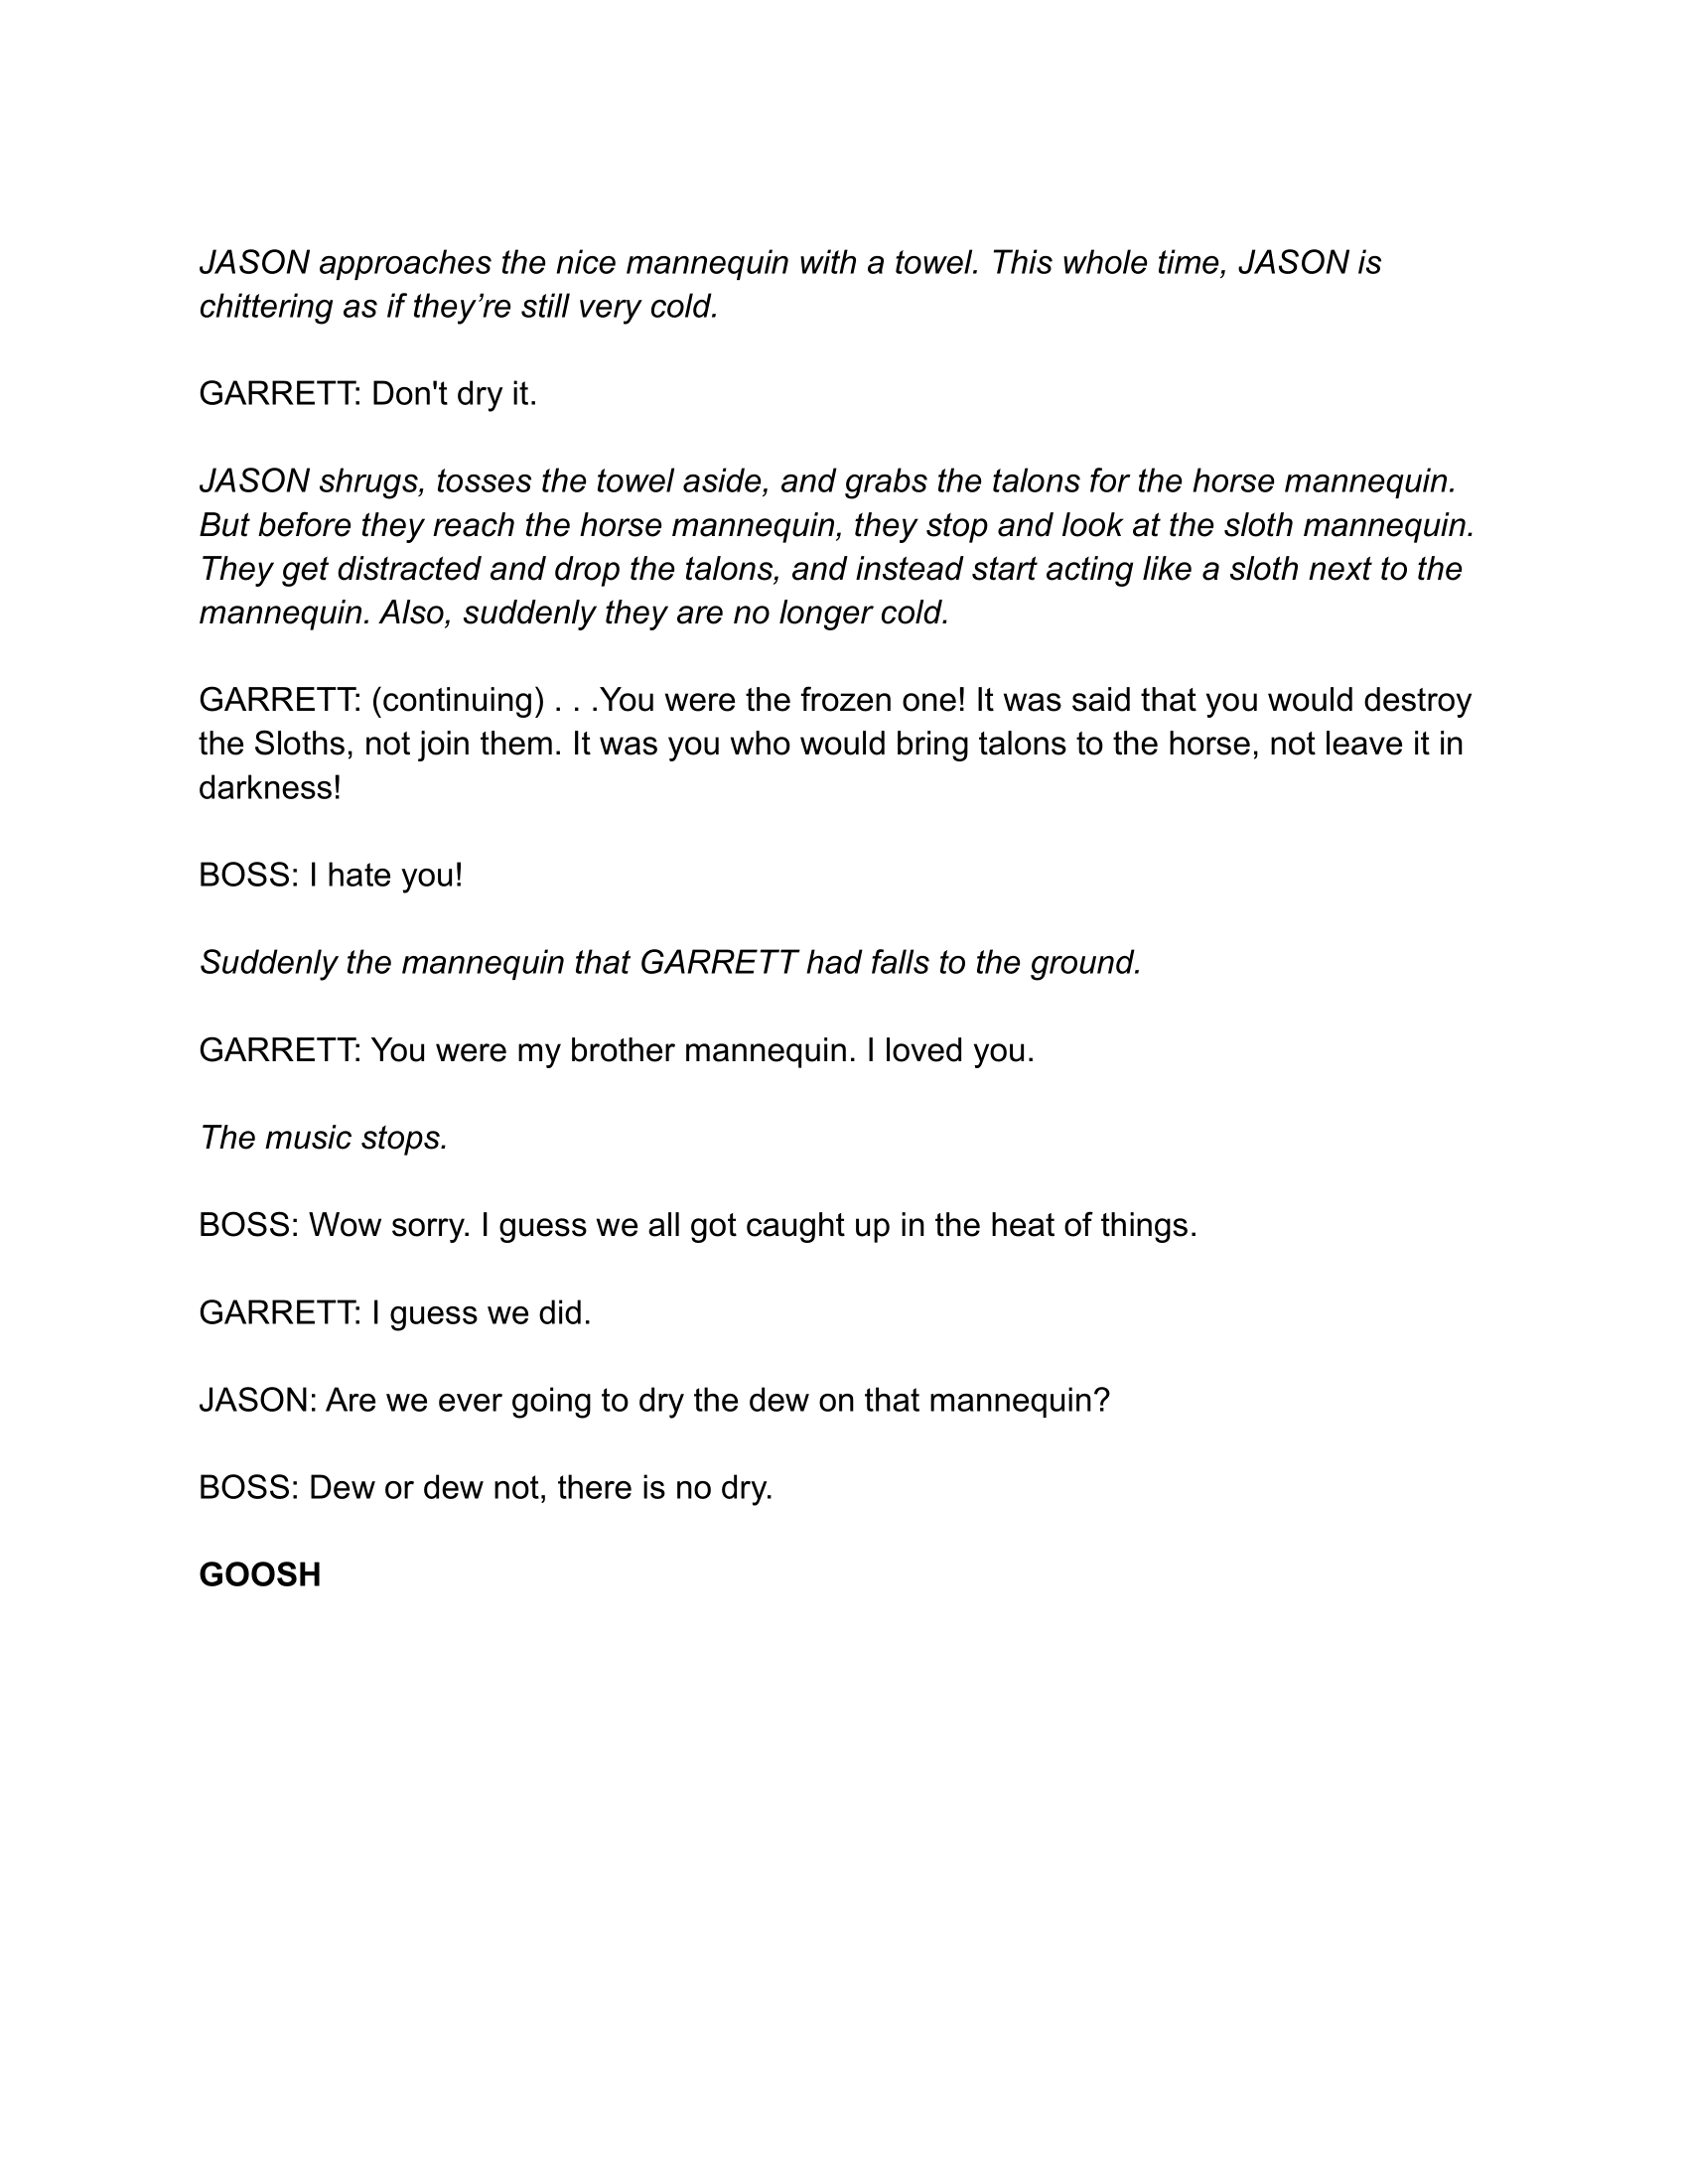 JASON approaches the nice mannequin with a towel. This whole time, JASON is
chittering as if they’re still very cold.
GARRETT: Don't dry it.
JASON shrugs, tosses the towel aside, and grabs the talons for the horse mannequin.
But before they reach the horse mannequin, they stop and look at the sloth mannequin.
They get distracted and drop the talons, and instead start acting like a sloth next to the
mannequin. Also, suddenly they are no longer cold.
GARRETT: (continuing) . . .You were the frozen one! It was said that you would destroy
the Sloths, not join them. It was you who would bring talons to the horse, not leave it in
darkness!
BOSS: I hate you!
Suddenly the mannequin that GARRETT had falls to the ground.
GARRETT: You were my brother mannequin. I loved you.
The music stops.
BOSS: Wow sorry. I guess we all got caught up in the heat of things.
GARRETT: I guess we did.
JASON: Are we ever going to dry the dew on that mannequin?
BOSS: Dew or dew not, there is no dry.
GOOSH